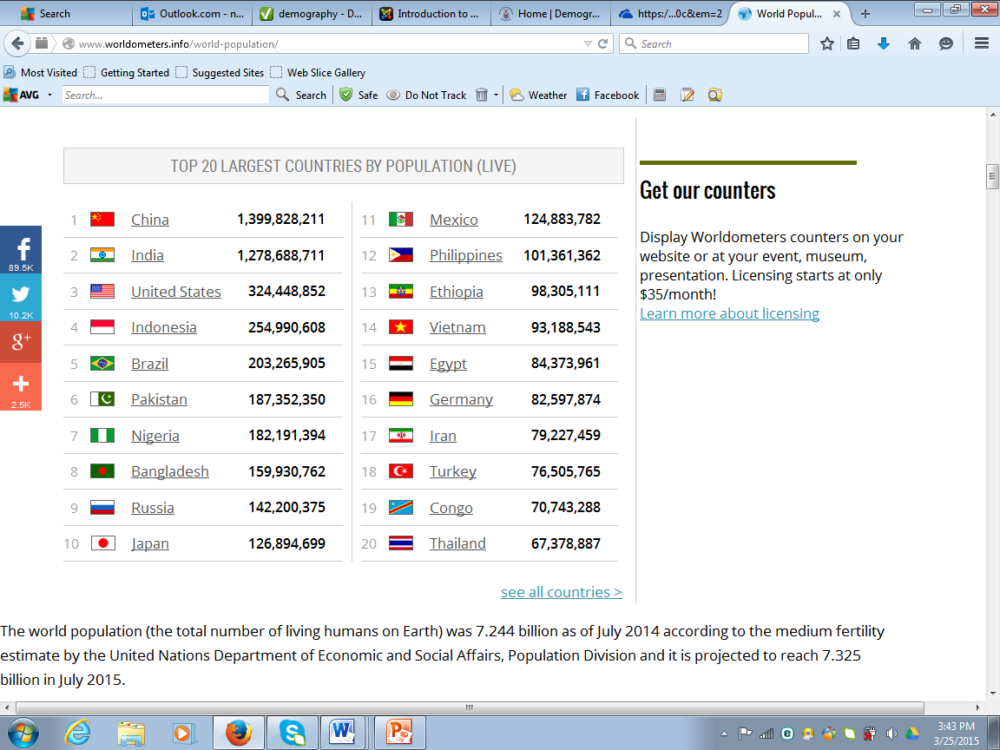 Search
Outlook.com - n...
demography - D...
Introduction to ...
Home | Demogr...
https:/...0c&tem=2
World Popul...
www.worldometers.info/world-population/
Search
Most Visited
Getting Started
Suggested Sites
Web Slice Gallery
AVG
Search...
Search
Safe
Do Not Track
Weather
Facebook
TOP 20 LARGEST COUNTRIES BY POPULATION (LIVE)
1 China 1,399,828,211
2 India 1,278,688,711
3 United States 324,448,852
4 Indonesia 254,990,608
5 Brazil 203,265,905
6 Pakistan 187,352,350
7 Nigeria 182,191,394
8 Bangladesh 159,930,762
9 Russia 142,200,375
10 Japan 126,894,699
11 Mexico 124,883,782
12 Philippines 101,361,362
13 Ethiopia 98,305,111
14 Vietnam 93,188,543
15 Egypt 84,373,961
16 Germany 82,597,874
17 Iran 79,227,459
18 Turkey 76,505,765
19 Congo 70,743,288
20 Thailand 67,378,887
see all countries >
f
89.5K
10.2K
g+
2.5K
Get our counters
Display Worldometers counters on your
website or at your event, museum,
presentation. Licensing starts at only
$35/month!
Learn more about licensing
The world population (the total number of living humans on Earth) was 7.244 billion as of July 2014 according to the medium fertility
estimate by the United Nations Department of Economic and Social Affairs, Population Division and it is projected to reach 7.325
billion in July 2015.
3:43 PM
3/25/2015